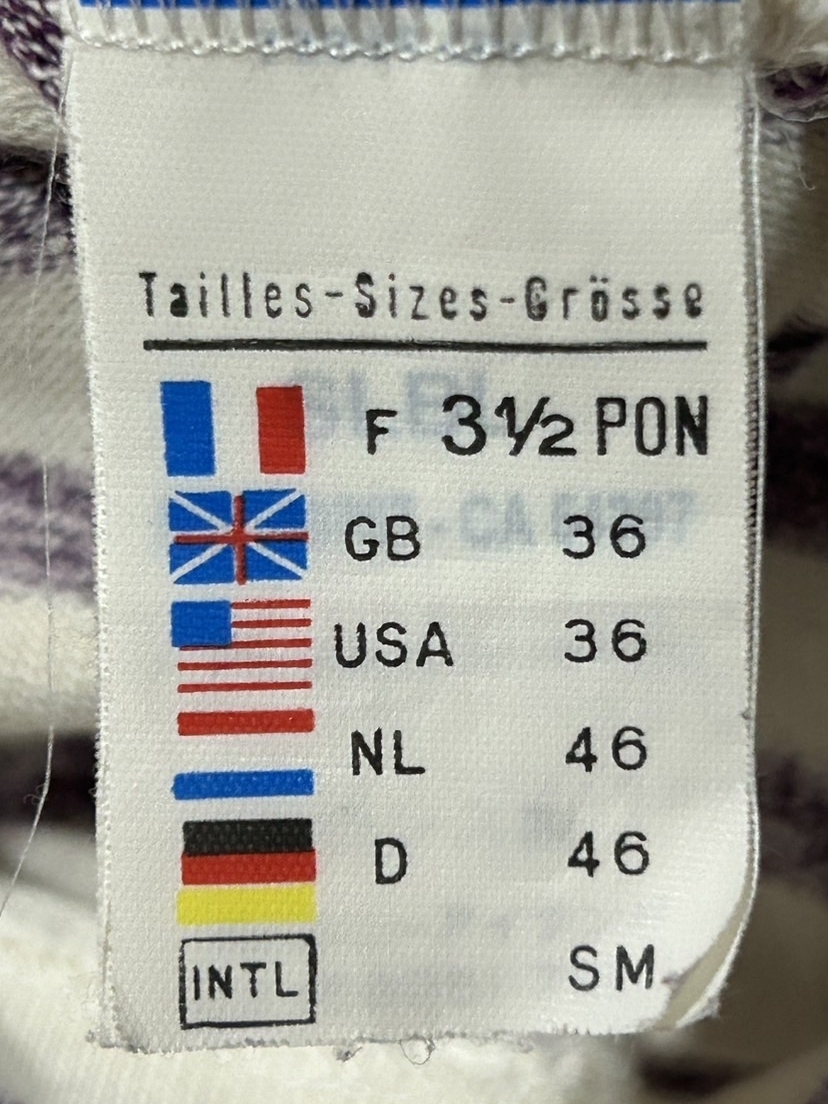 Tailles-Sizes-Grösse
F 3½ PON
GB 36
USA 36
NL 46
D 46
INTL SM